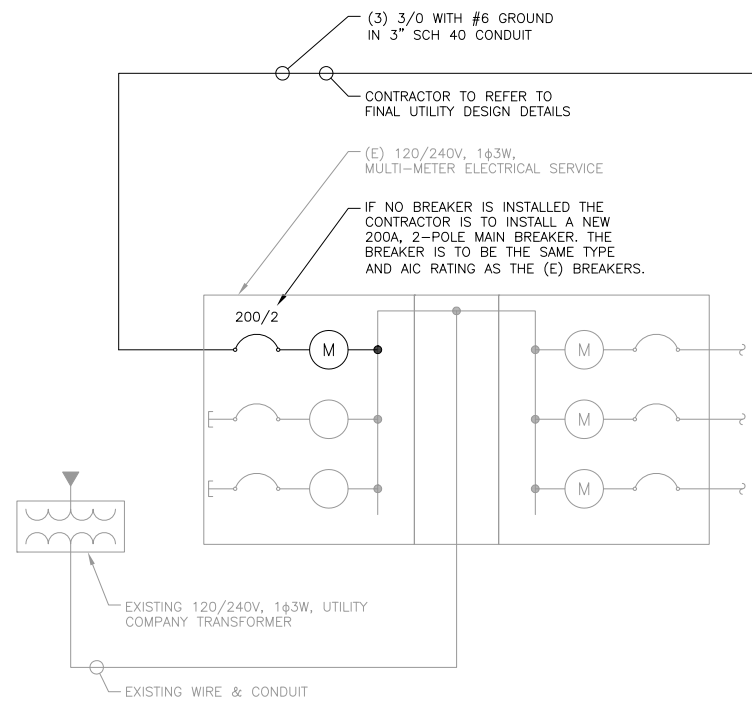 (3) 3/0 WITH #6 GROUND
IN 3" SCH 40 CONDUIT
CONTRACTOR TO REFER TO
FINAL UTILITY DESIGN DETAILS
(E) 120/240V, 1ϕ3W,
MULTI-METER ELECTRICAL SERVICE
IF NO BREAKER IS INSTALLED THE
CONTRACTOR IS TO INSTALL A NEW
200A, 2-POLE MAIN BREAKER. THE
BREAKER IS TO BE THE SAME TYPE
AND AIC RATING AS THE (E) BREAKERS.
200/2
M
M
M
M
EXISTING 120/240V, 1ϕ3W, UTILITY
COMPANY TRANSFORMER
EXISTING WIRE & CONDUIT